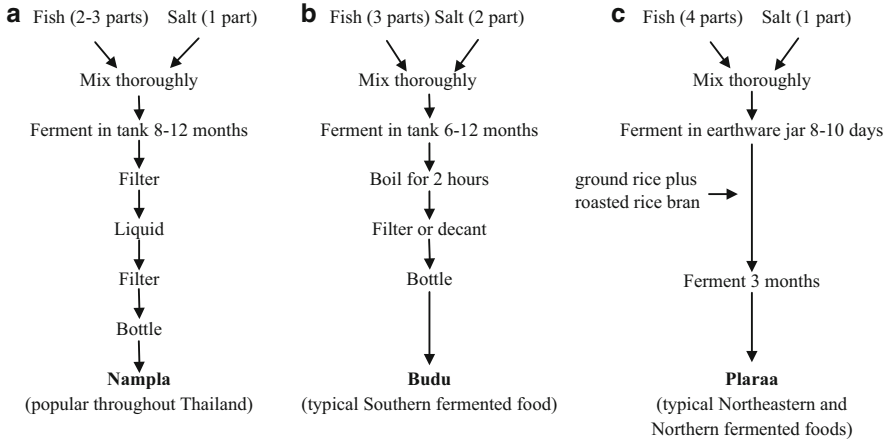 a Fish (2-3 parts) Salt (1 part)
Mix thoroughly
Ferment in tank 8-12 months
Filter
Liquid
Filter
Bottle
Nampla
(popular throughout Thailand)
b Fish (3 parts) Salt (2 part)
Mix thoroughly
Ferment in tank 6-12 months
Boil for 2 hours
Filter or decant
Bottle
Budu
(typical Southern fermented food)
c Fish (4 parts) Salt (1 part)
Mix thoroughly
Ferment in earthware jar 8-10 days
ground rice plus
roasted rice bran
Ferment 3 months
Plaraa
(typical Northeastern and
Northern fermented foods)